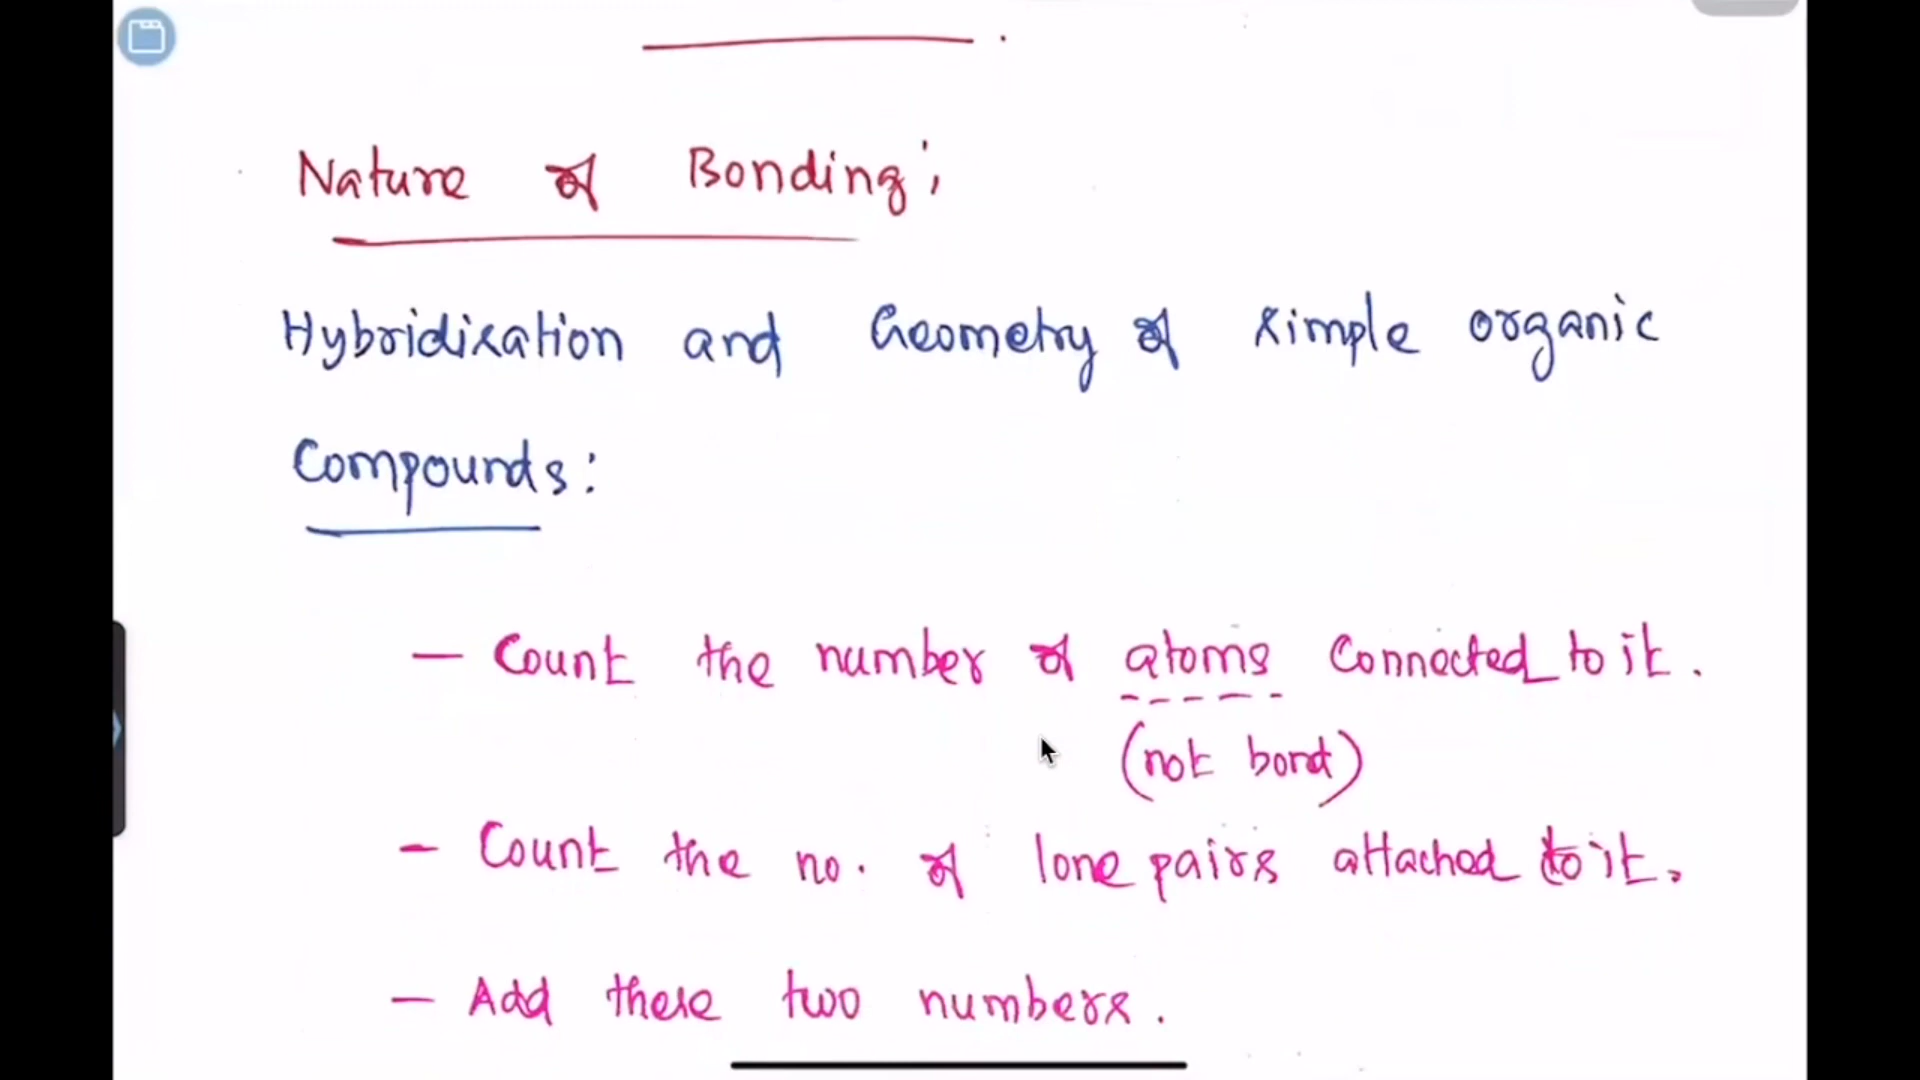 Nature of Bonding:
Hybridisation and Geometry of simple organic
Compounds:
— Count the number of atoms connected to it.
(not bond)
- Count the no. of lone pairs attached to it.
— Add these two numbers.